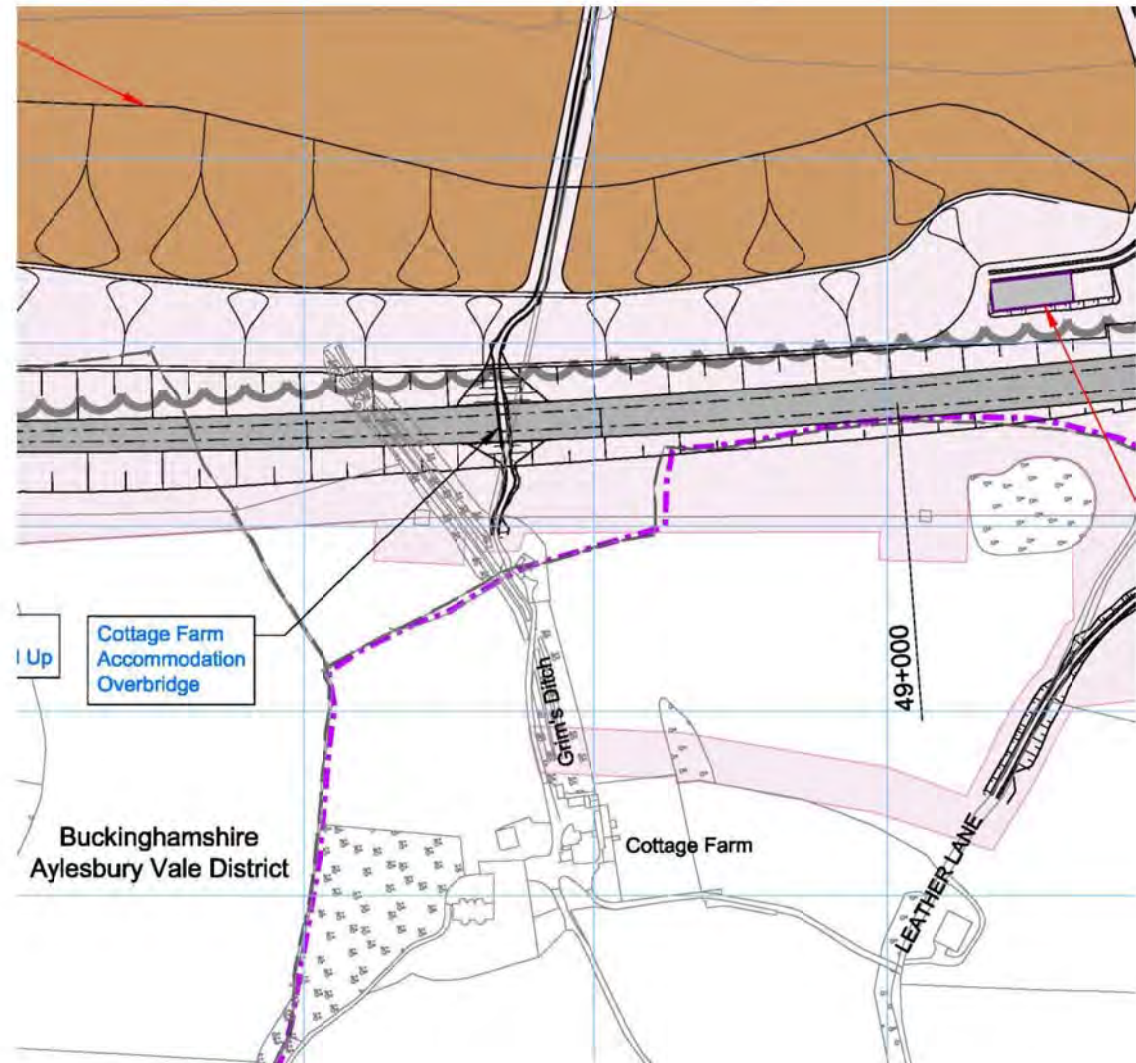 l Up
Cottage Farm
Accommodation
Overbridge
Grim's Ditch
49+000
Buckinghamshire
Aylesbury Vale District
Cottage Farm
LEATHER LANE